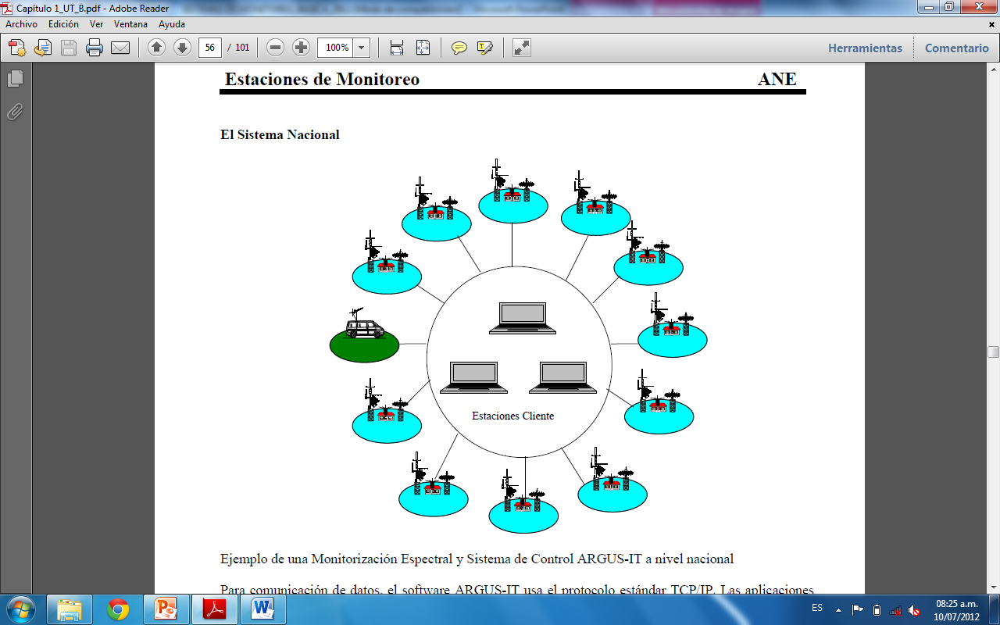 Capítulo 1_UT_B.pdf - Adobe Reader
Archivo Edición Ver Ventana Ayuda
56 / 101 100% Herramientas Comentario
Estaciones de Monitoreo ANE
El Sistema Nacional
Estaciones Cliente
Ejemplo de una Monitorización Espectral y Sistema de Control ARGUS-IT a nivel nacional
Para comunicación de datos, el software ARGUS-IT usa el protocolo estándar TCP/IP. Las aplicaciones
ES 08:25 a.m.
10/07/2012